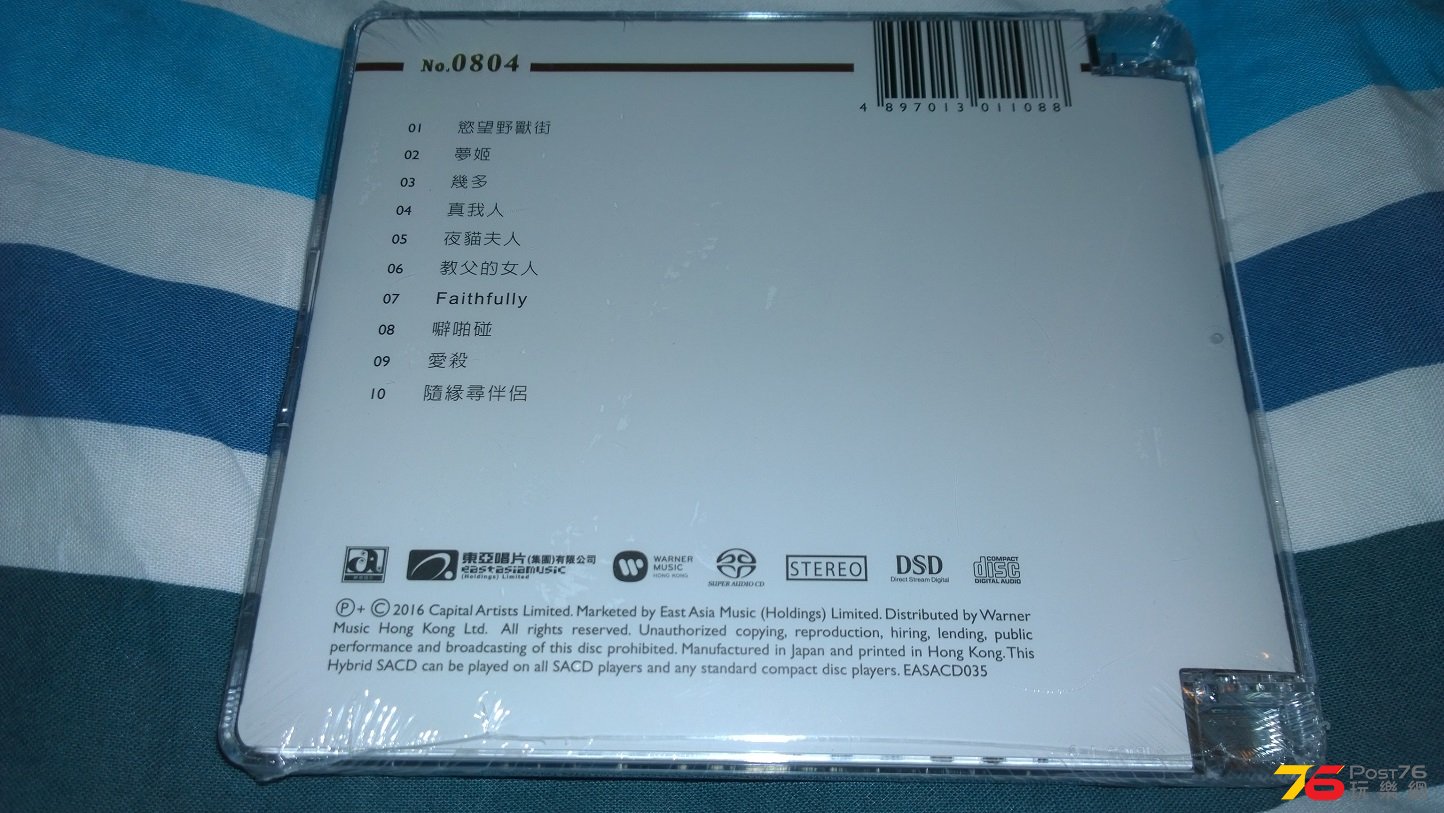 No.0804
4 897013 011088
01 慾望野獸街
02 夢姬
03 幾多
04 真我人
05 夜貓夫人
06 教父的女人
07 Faithfully
08 噼啪碰
09 愛殺
10 隨緣尋伴侶
東亞唱片(集團)有限公司
eastasiamusic
(Holdings) Limited
WARNER
MUSIC
HONG KONG
SUPER AUDIO CD
STEREO
DSD
Direct Stream Digital
COMPACT
disc
DIGITAL AUDIO
Ⓟ+ © 2016 Capital Artists Limited. Marketed by East Asia Music (Holdings) Limited. Distributed by Warner
Music Hong Kong Ltd. All rights reserved. Unauthorized copying, reproduction, hiring, lending, public
performance and broadcasting of this disc prohibited. Manufactured in Japan and printed in Hong Kong. This
Hybrid SACD can be played on all SACD players and any standard compact disc players. EASACD035
76 POST76
玩樂網